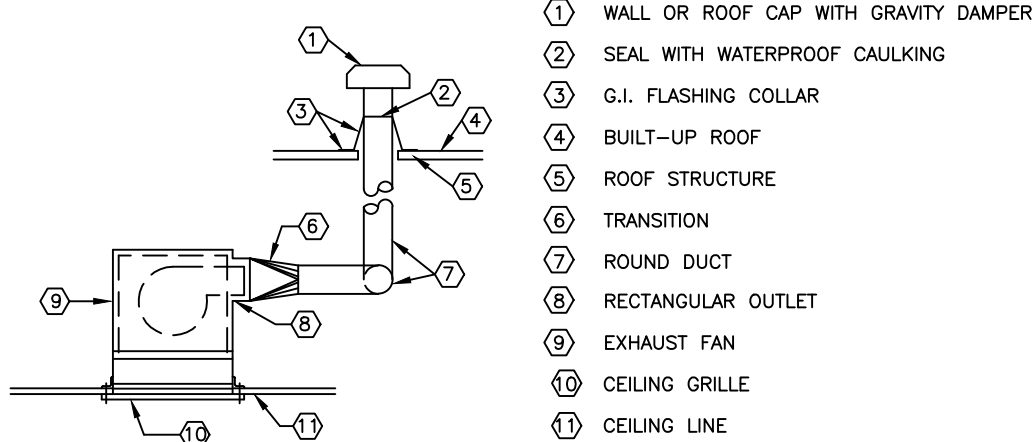 1 WALL OR ROOF CAP WITH GRAVITY DAMPER
2 SEAL WITH WATERPROOF CAULKING
3 G.I. FLASHING COLLAR
4 BUILT-UP ROOF
5 ROOF STRUCTURE
6 TRANSITION
7 ROUND DUCT
8 RECTANGULAR OUTLET
9 EXHAUST FAN
10 CEILING GRILLE
11 CEILING LINE
1
2
3
4
5
6
7
9
8
10
11